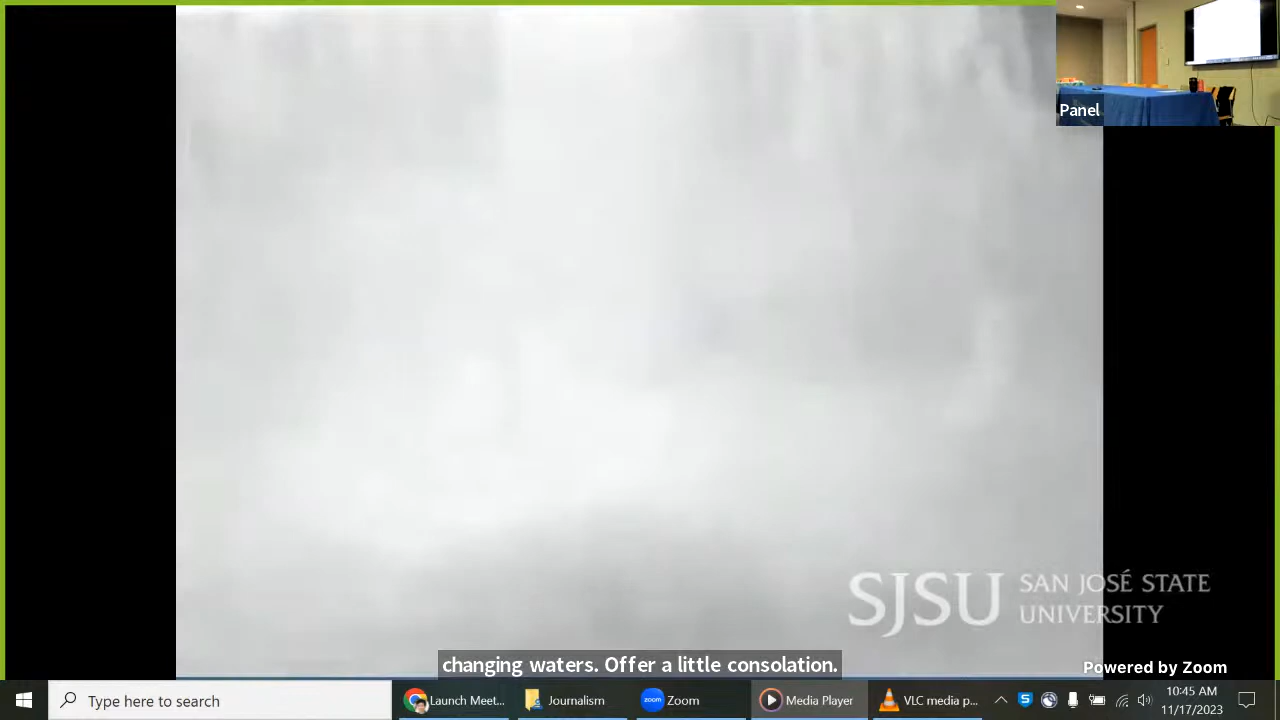 Panel
SJSU SAN JOSÉ STATE
UNIVERSITY
changing waters. Offer a little consolation.
Powered by Zoom
Type here to search
Launch Meet...
Journalism
zoom
Zoom
Media Player
VLC media p...
S
10:45 AM
11/17/2023